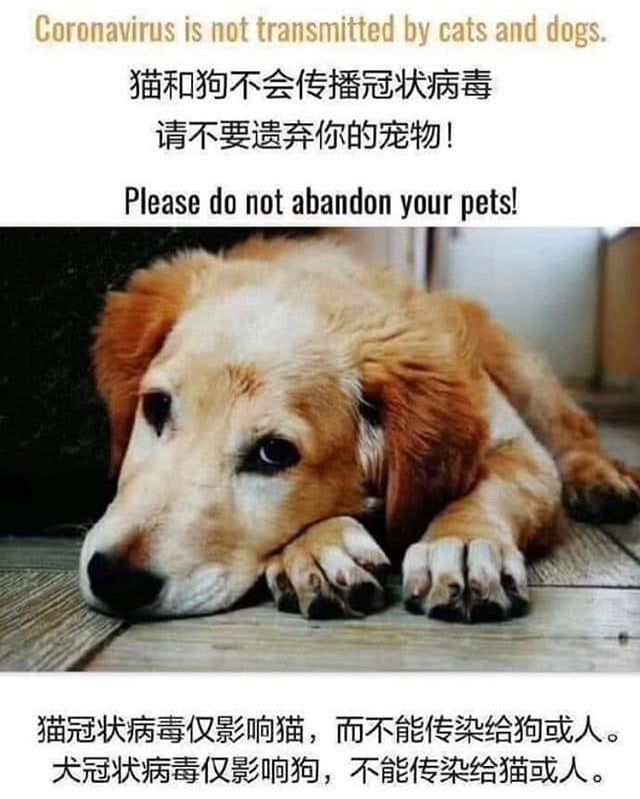 Coronavirus is not transmitted by cats and dogs.
猫和狗不会传播冠状病毒
请不要遗弃你的宠物！
Please do not abandon your pets!
猫冠状病毒仅影响猫，而不能传染给狗或人。
犬冠状病毒仅影响狗，不能传染给猫或人。